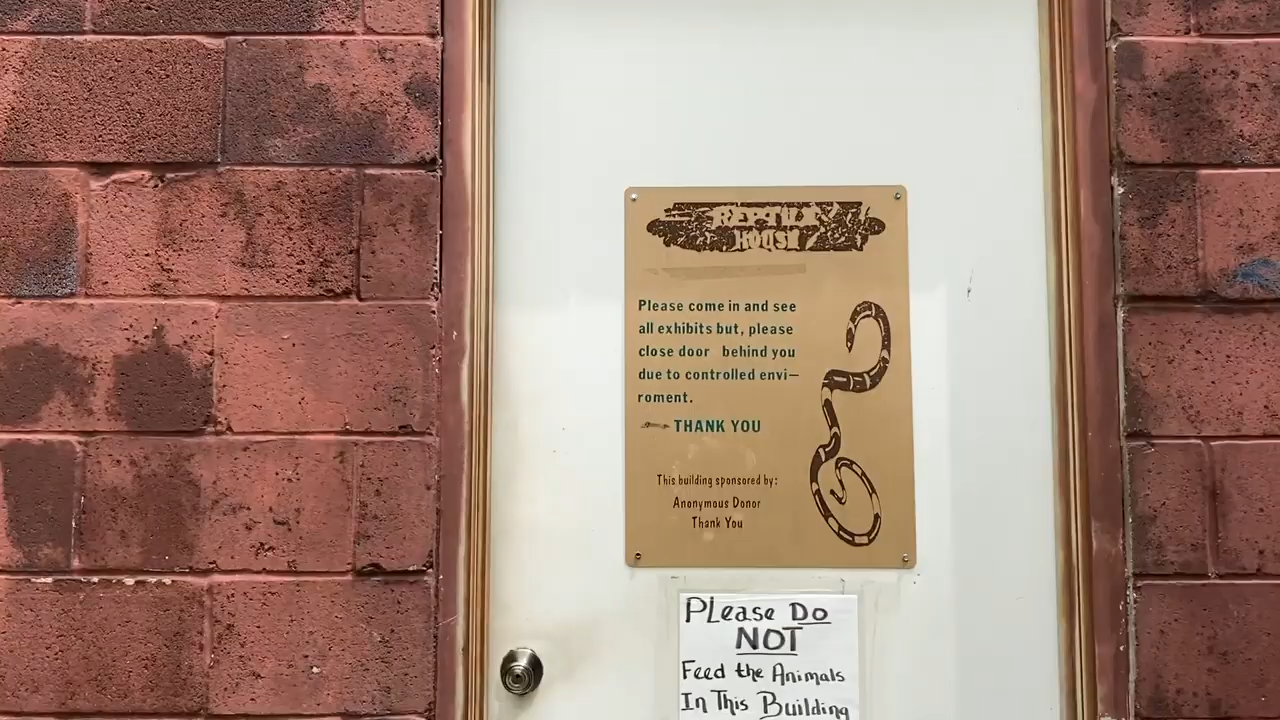 REPTILE
HOUSE
Please come in and see
all exhibits but, please
close door behind you
due to controlled envi—
roment.
THANK YOU
This building sponsored by:
Anonymous Donor
Thank You
PLease Do
NOT
Feed the Animals
In This Building